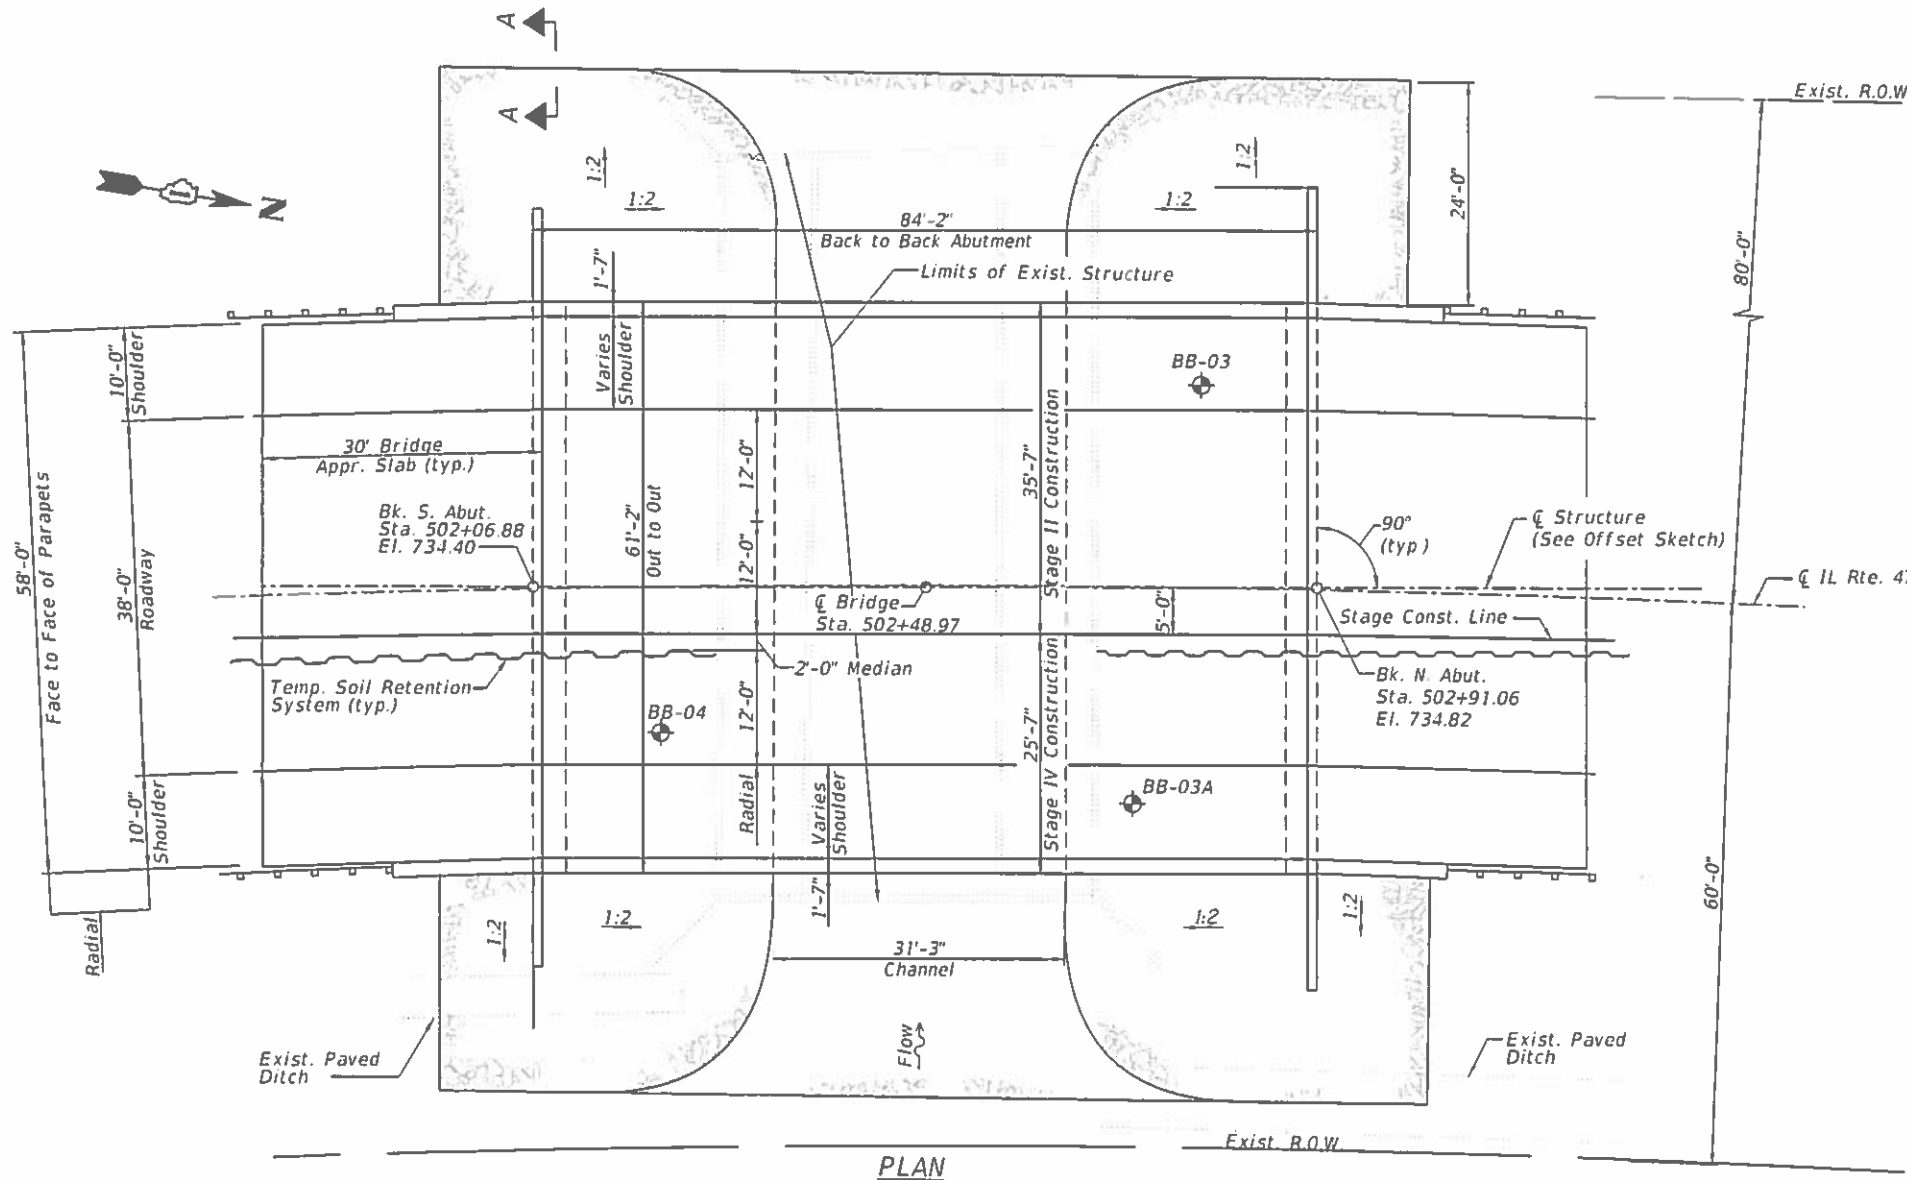 A
A
Exist. R.O.W
N
1:2
1:2
1:2
1:2
24'-0"
80'-0"
84'-2"
Back to Back Abutment
Limits of Exist. Structure
1'-7"
Varies
Shoulder
10'-0"
Shoulder
58'-0"
Face to Face of Parapets
38'-0"
Roadway
10'-0"
Shoulder
Radial
30' Bridge
Appr. Slab (typ.)
Bk. S. Abut.
Sta. 502+06.88
El. 734.40
61'-2"
Out to Out
12'-0"
12'-0"
12'-0"
Radial
BB-03
35'-7"
Stage II Construction
90°
(typ.)
℄ Structure
(See Offset Sketch)
℄ IL Rte. 47
℄ Bridge
Sta. 502+48.97
5'-0"
Stage Const. Line
2'-0" Median
Temp. Soil Retention
System (typ.)
BB-04
Bk. N. Abut.
Sta. 502+91.06
El. 734.82
25'-7"
Stage IV Construction
BB-03A
Varies
Shoulder
1'-7"
1:2
1:2
1:2
1:2
60'-0"
31'-3"
Channel
Flow
Exist. Paved
Ditch
Exist. Paved
Ditch
Exist. R.O.W.
PLAN